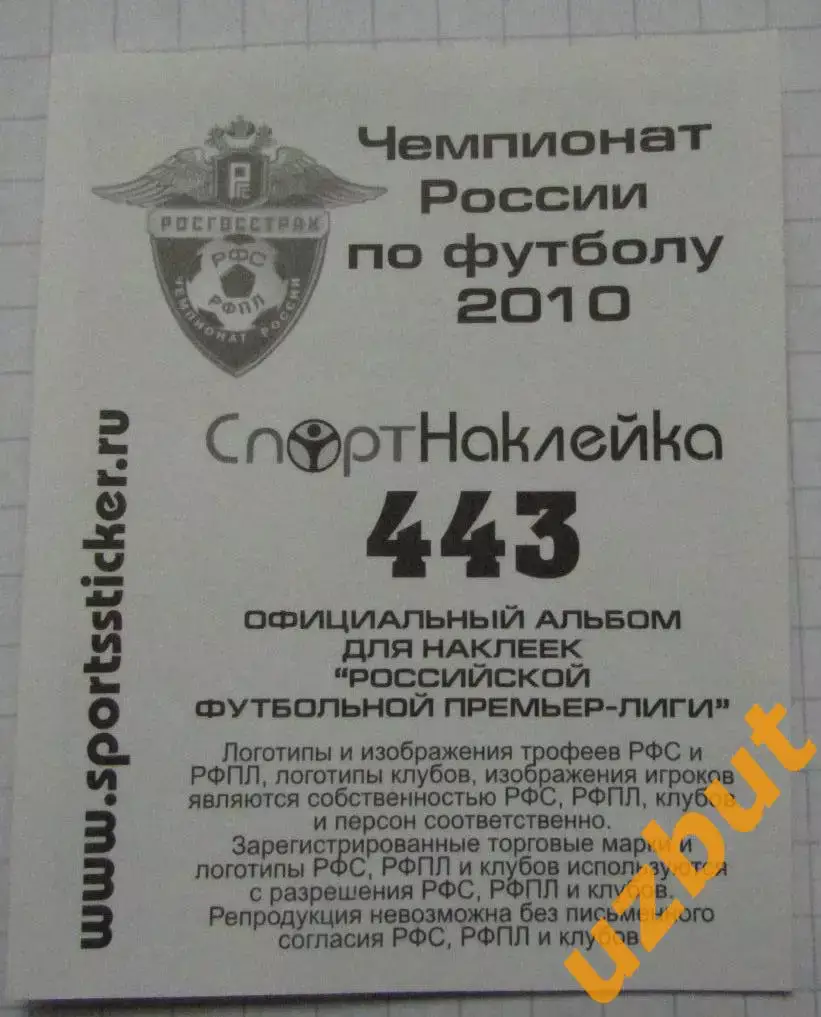 Чемпионат
России
по футболу
2010
РОСГОССТРАХ
РФС
РФПЛ
ЧЕМПИОНАТ РОССИИ
СпортНаклейка
443
www.sportssticker.ru
ОФИЦИАЛЬНЫЙ АЛЬБОМ
ДЛЯ НАКЛЕЕК
"РОССИЙСКОЙ
ФУТБОЛЬНОЙ ПРЕМЬЕР-ЛИГИ"
Логотипы и изображения трофеев РФС и
РФПЛ, логотипы клубов, изображения игроков
являются собственностью РФС, РФПЛ, клубов
и персон соответственно.
Зарегистрированные торговые марки и
логотипы РФС, РФПЛ и клубов используются
с разрешения РФС, РФПЛ и клубов.
Репродукция невозможна без письменного
согласия РФС, РФПЛ и клубов
uzbut